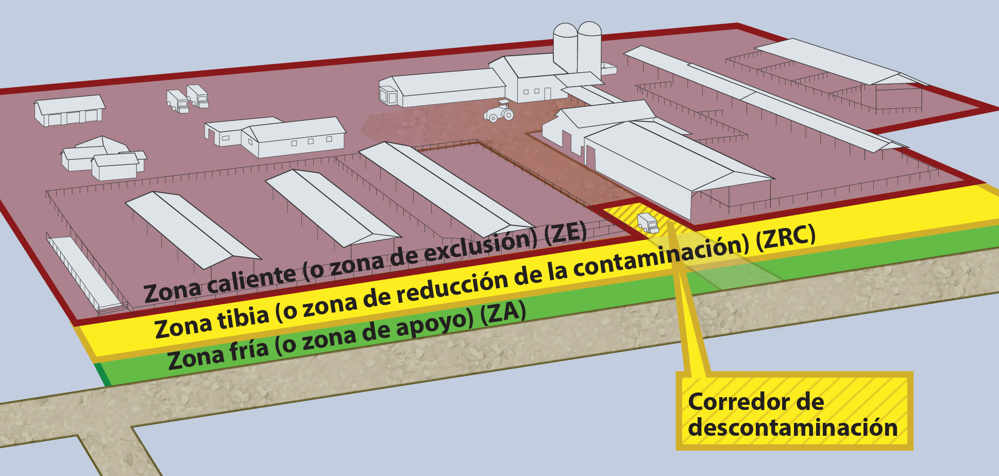 Zona caliente (o zona de exclusión) (ZE)
Zona tibia (o zona de reducción de la contaminación) (ZRC)
Zona fría (o zona de apoyo) (ZA)
Corredor de
descontaminación